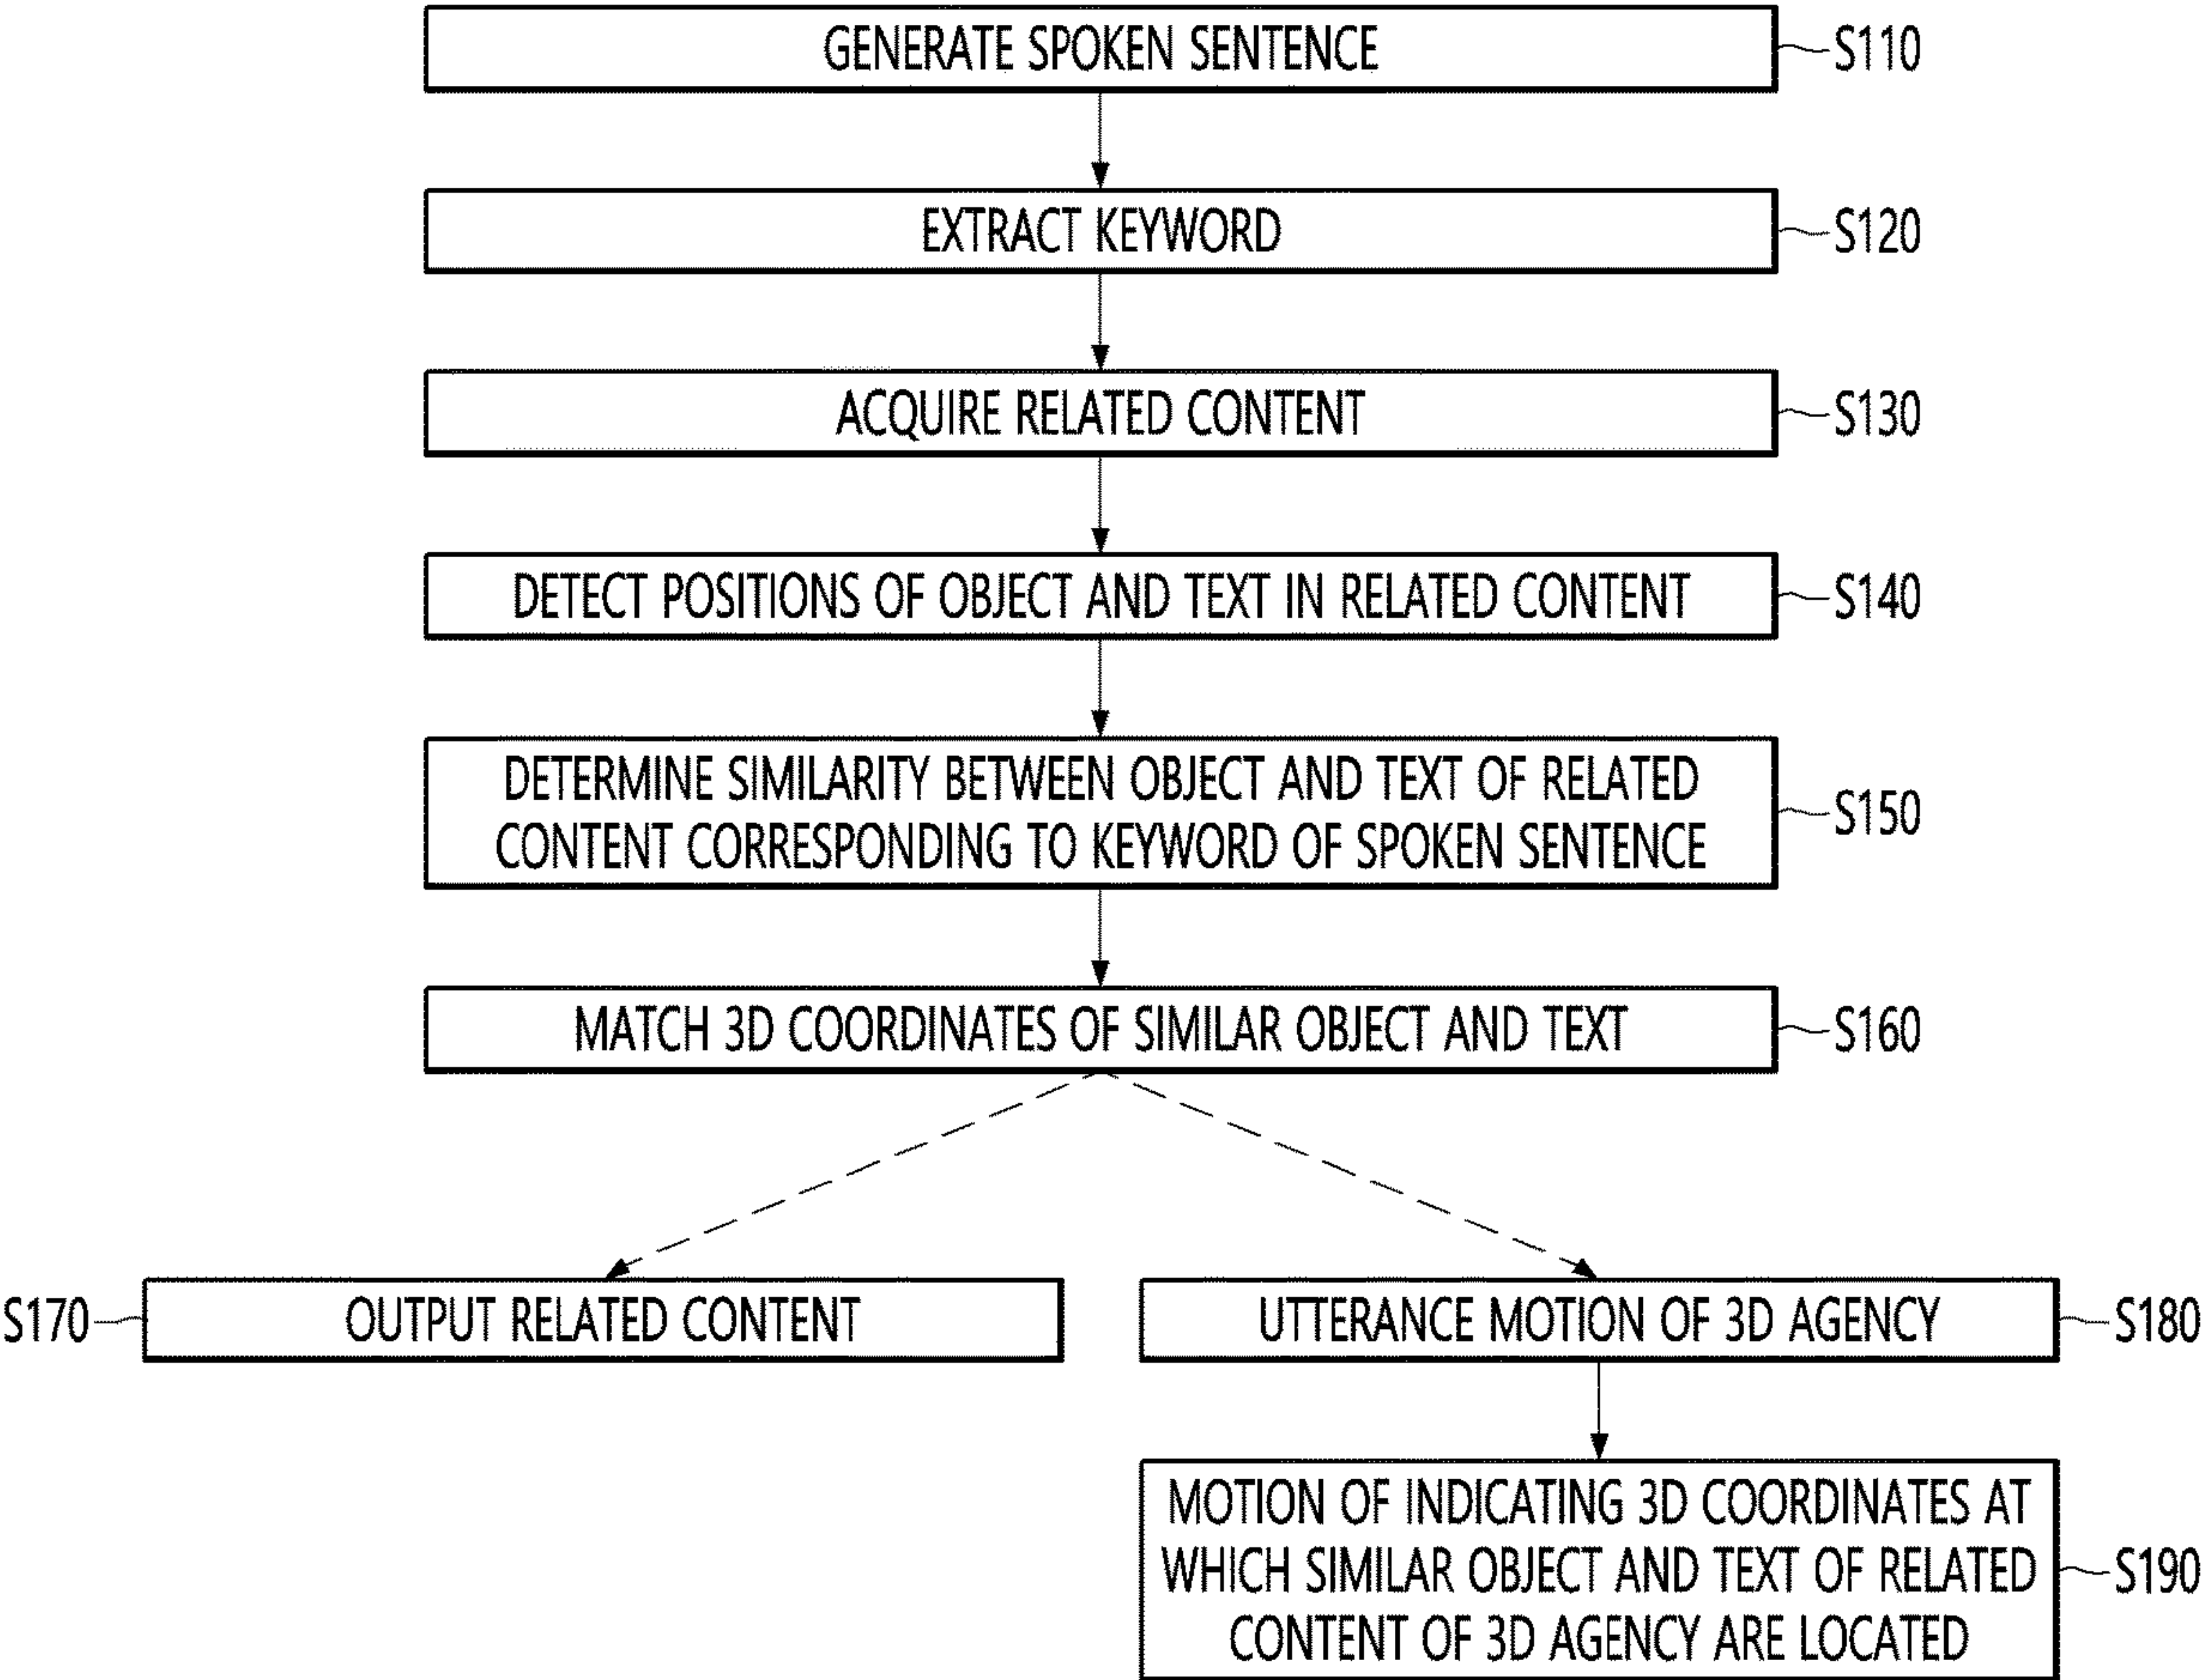 GENERATE SPOKEN SENTENCE
S110
EXTRACT KEYWORD
S120
ACQUIRE RELATED CONTENT
S130
DETECT POSITIONS OF OBJECT AND TEXT IN RELATED CONTENT
S140
DETERMINE SIMILARITY BETWEEN OBJECT AND TEXT OF RELATED
CONTENT CORRESPONDING TO KEYWORD OF SPOKEN SENTENCE
S150
MATCH 3D COORDINATES OF SIMILAR OBJECT AND TEXT
S160
S170
OUTPUT RELATED CONTENT
UTTERANCE MOTION OF 3D AGENCY
S180
MOTION OF INDICATING 3D COORDINATES AT
WHICH SIMILAR OBJECT AND TEXT OF RELATED
CONTENT OF 3D AGENCY ARE LOCATED
S190